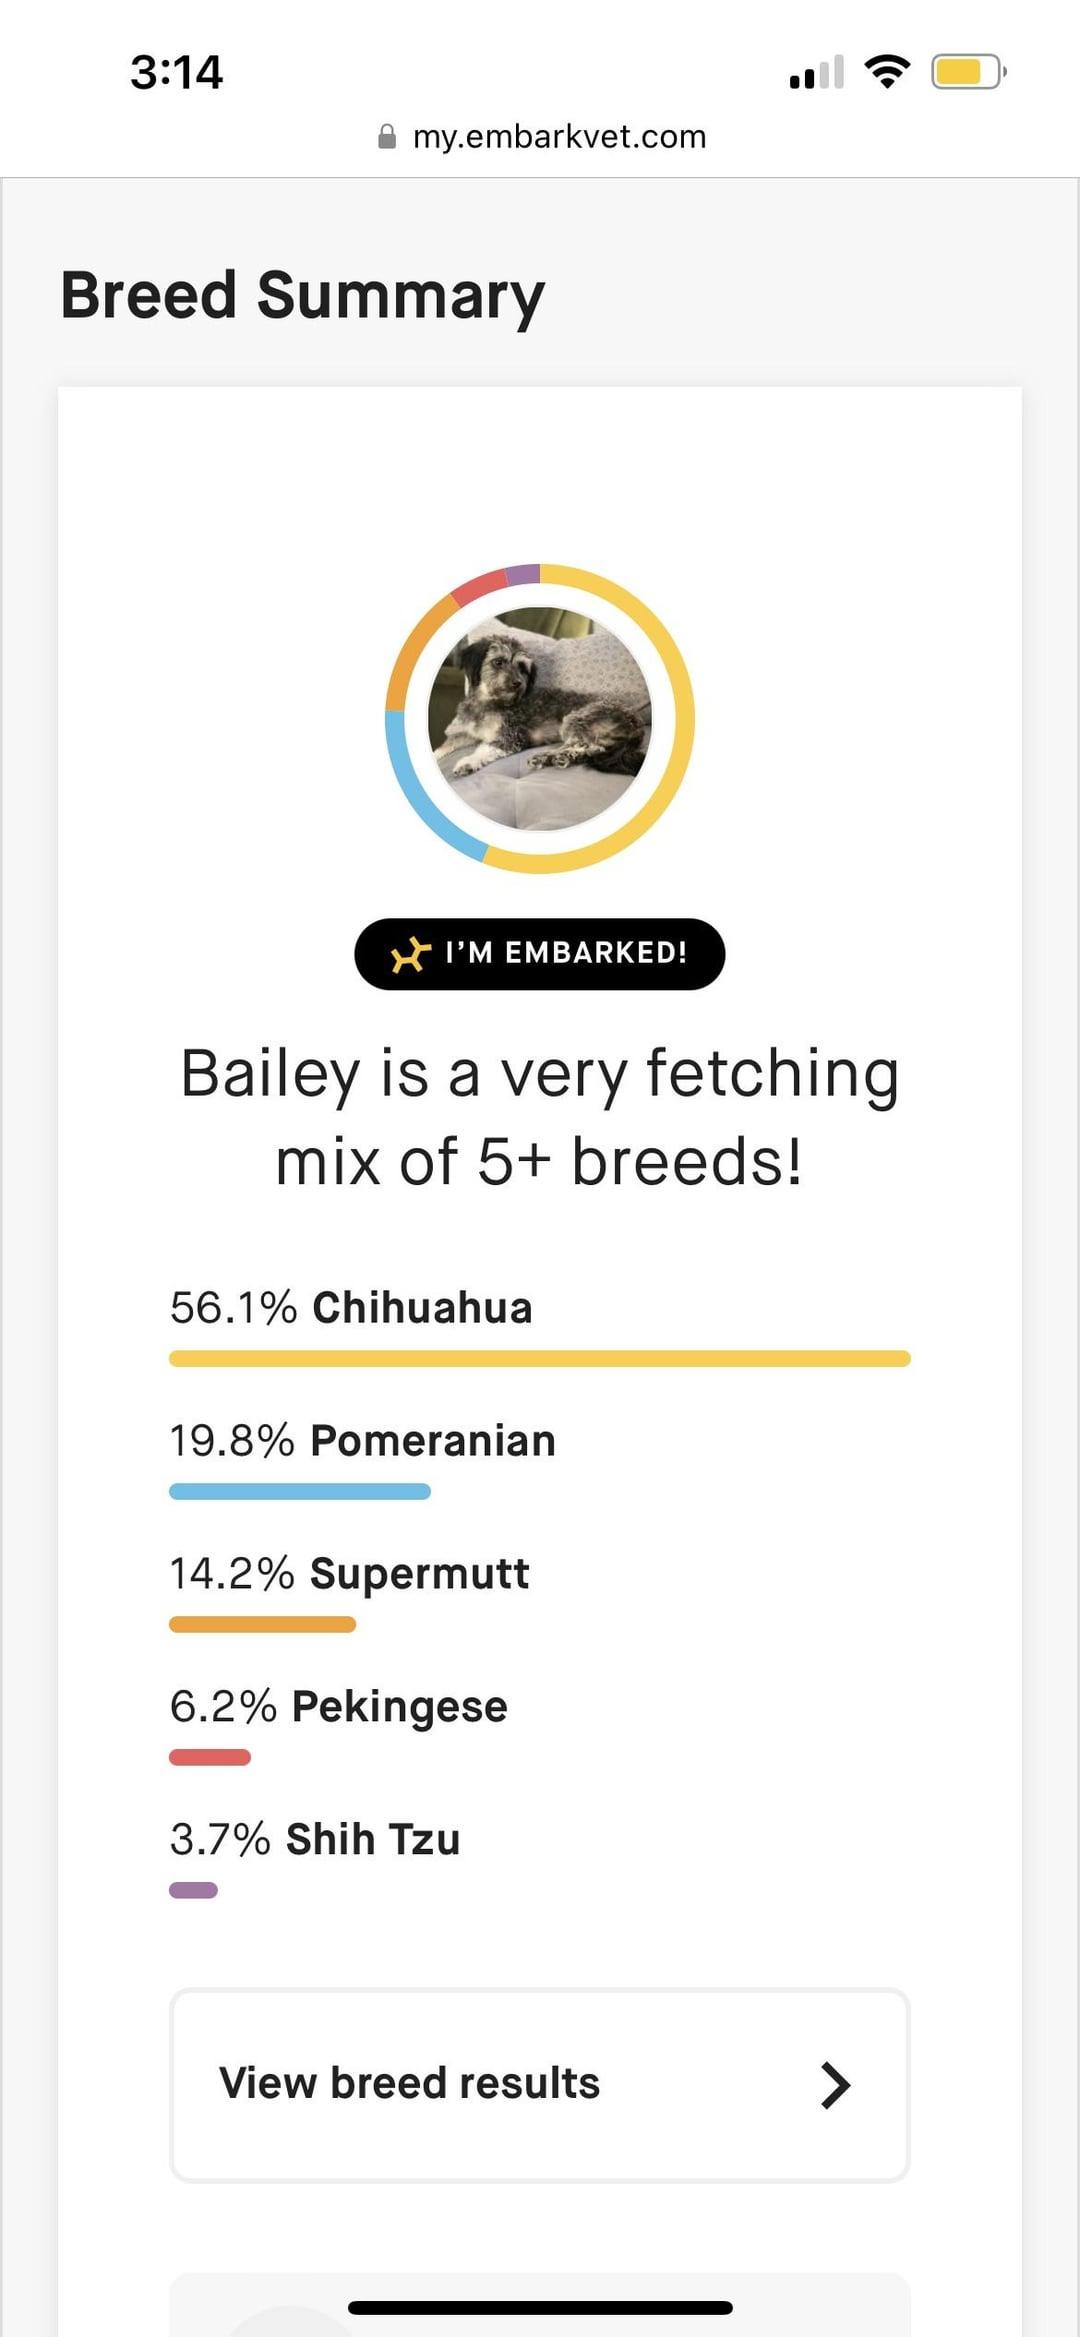 3:14
my.embarkvet.com
Breed Summary
I’M EMBARKED!
Bailey is a very fetching
mix of 5+ breeds!
56.1% Chihuahua
19.8% Pomeranian
14.2% Supermutt
6.2% Pekingese
3.7% Shih Tzu
View breed results